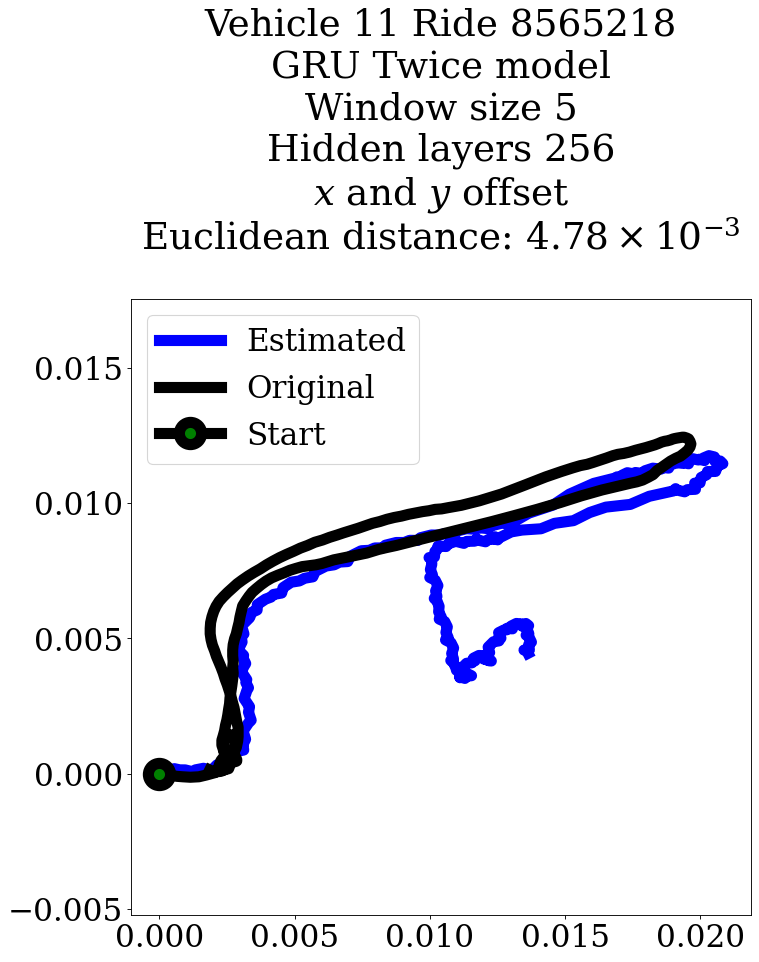 Vehicle 11 Ride 8565218
GRU Twice model
Window size 5
Hidden layers 256
x and y offset
Euclidean distance: 4.78 × 10⁻³
Estimated
Original
Start
0.015
0.010
0.005
0.000
−0.005
0.000 0.005 0.010 0.015 0.020